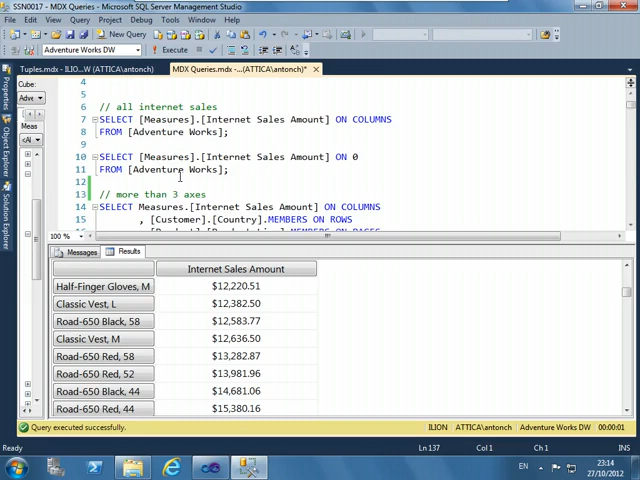 SSN0017 - MDX Queries - Microsoft SQL Server Management Studio
File Edit View Query Project Debug Tools Window Help
New Query
Adventure Works DW Execute
Tuples.mdx - ILIO...W (ATTICA\antonch) MDX Queries.mdx -...(ATTICA\antonch)*
Cube:
Adve
Meas
<Al
Properties
Object Explorer
Solution Explorer
4
5
6 // all internet sales
7 SELECT [Measures].[Internet Sales Amount] ON COLUMNS
8 FROM [Adventure Works];
9
10 SELECT [Measures].[Internet Sales Amount] ON 0
11 FROM [Adventure Works];
12
13 // more than 3 axes
14 SELECT Measures.[Internet Sales Amount] ON COLUMNS
15 , [Customer].[Country].MEMBERS ON ROWS
100 %
Messages Results
Internet Sales Amount
Half-Finger Gloves, M $12,220.51
Classic Vest, L $12,382.50
Road-650 Black, 58 $12,583.77
Classic Vest, M $12,636.50
Road-650 Red, 58 $13,282.87
Road-650 Red, 52 $13,981.96
Road-650 Black, 44 $14,681.06
Road-650 Red, 44 $15,380.16
Query executed successfully. ILION ATTICA\antonch Adventure Works DW 00:00:01
Ready Ln 137 Col 1 Ch 1 INS
EN 23:14
27/10/2012